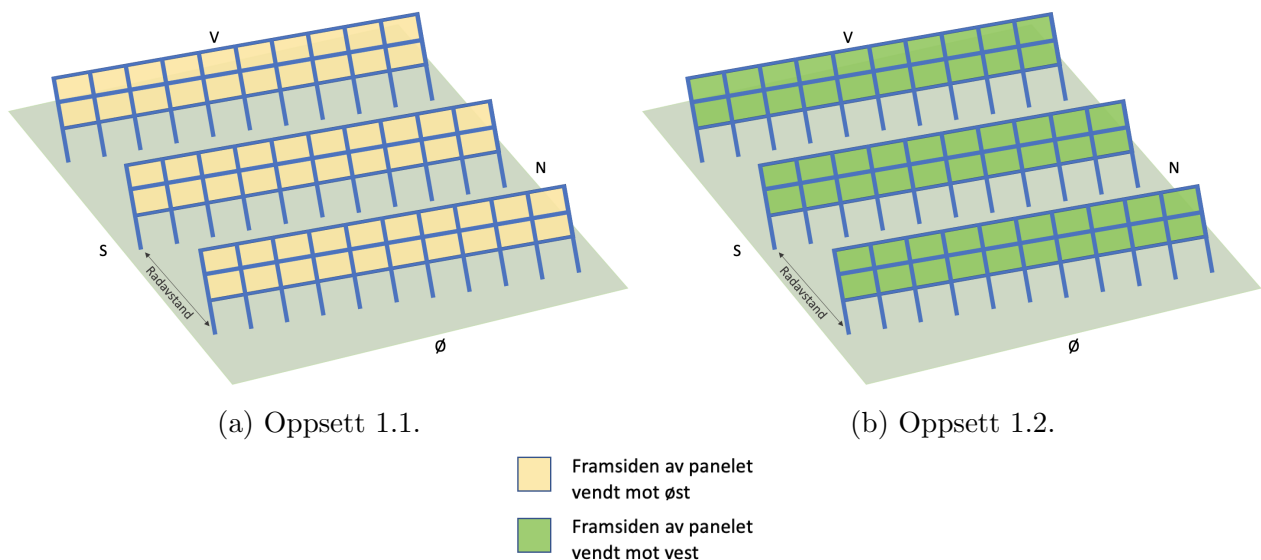 V
N
S
Radavstand
Ø
V
N
S
Radavstand
Ø
(a) Oppsett 1.1.
(b) Oppsett 1.2.
Framsiden av panelet
vendt mot øst
Framsiden av panelet
vendt mot vest